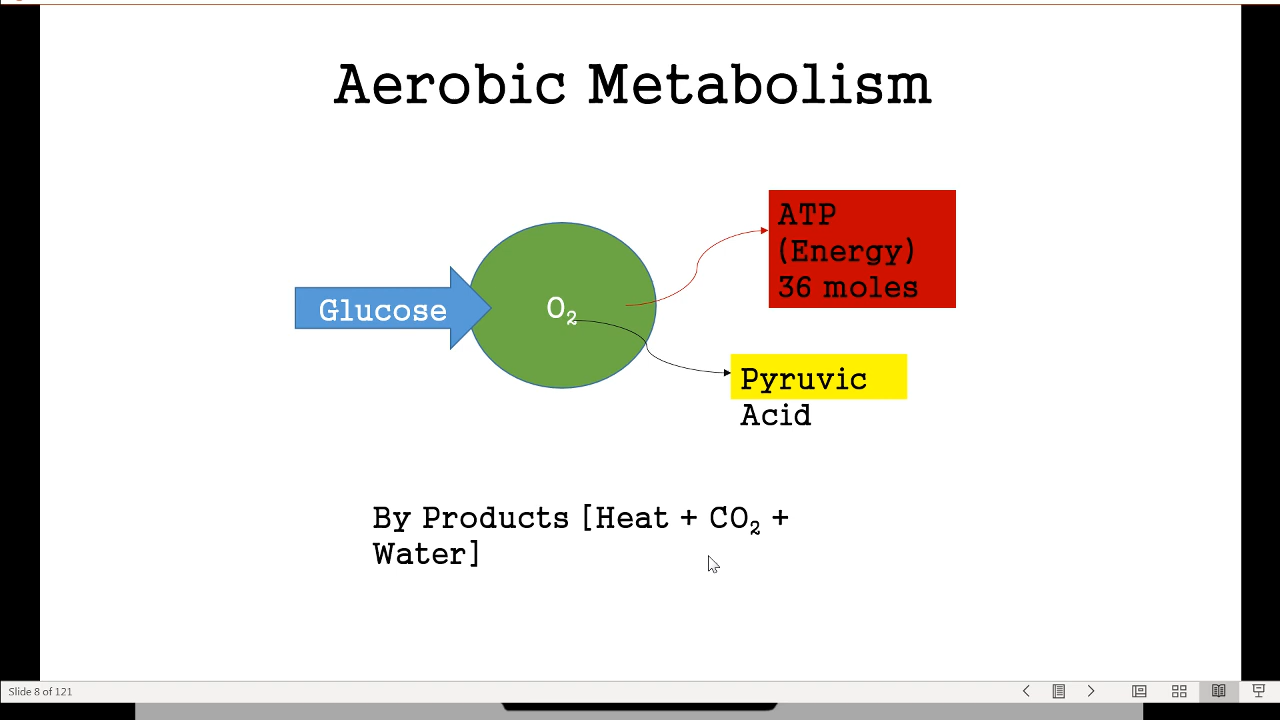 Aerobic Metabolism
ATP
(Energy)
36 moles
Glucose
O₂
Pyruvic
Acid
By Products [Heat + CO₂ +
Water]
Slide 8 of 121